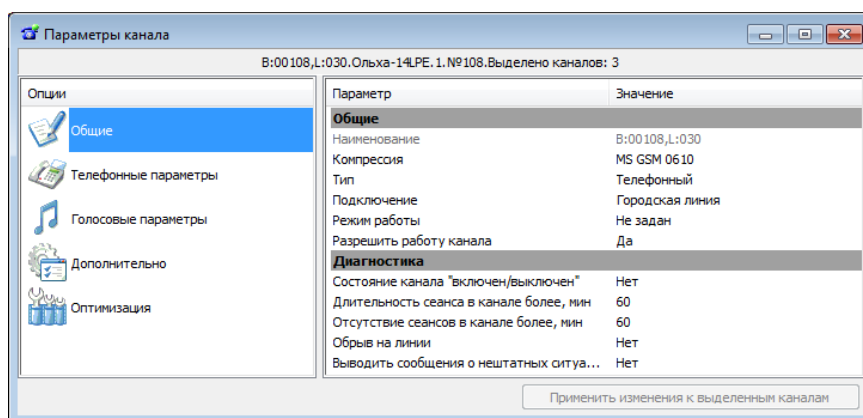 Параметры канала
B:00108,L:030.Ольха-14LPE.1.№108.Выделено каналов: 3
Опции
Общие
Телефонные параметры
Голосовые параметры
Дополнительно
Оптимизация
Параметр Значение
Общие
Наименование B:00108,L:030
Компрессия MS GSM 0610
Тип Телефонный
Подключение Городская линия
Режим работы Не задан
Разрешить работу канала Да
Диагностика
Состояние канала "включен/выключен" Нет
Длительность сеанса в канале более, мин 60
Отсутствие сеансов в канале более, мин 60
Обрыв на линии Нет
Выводить сообщения о нештатных ситуа... Нет
Применить изменения к выделенным каналам